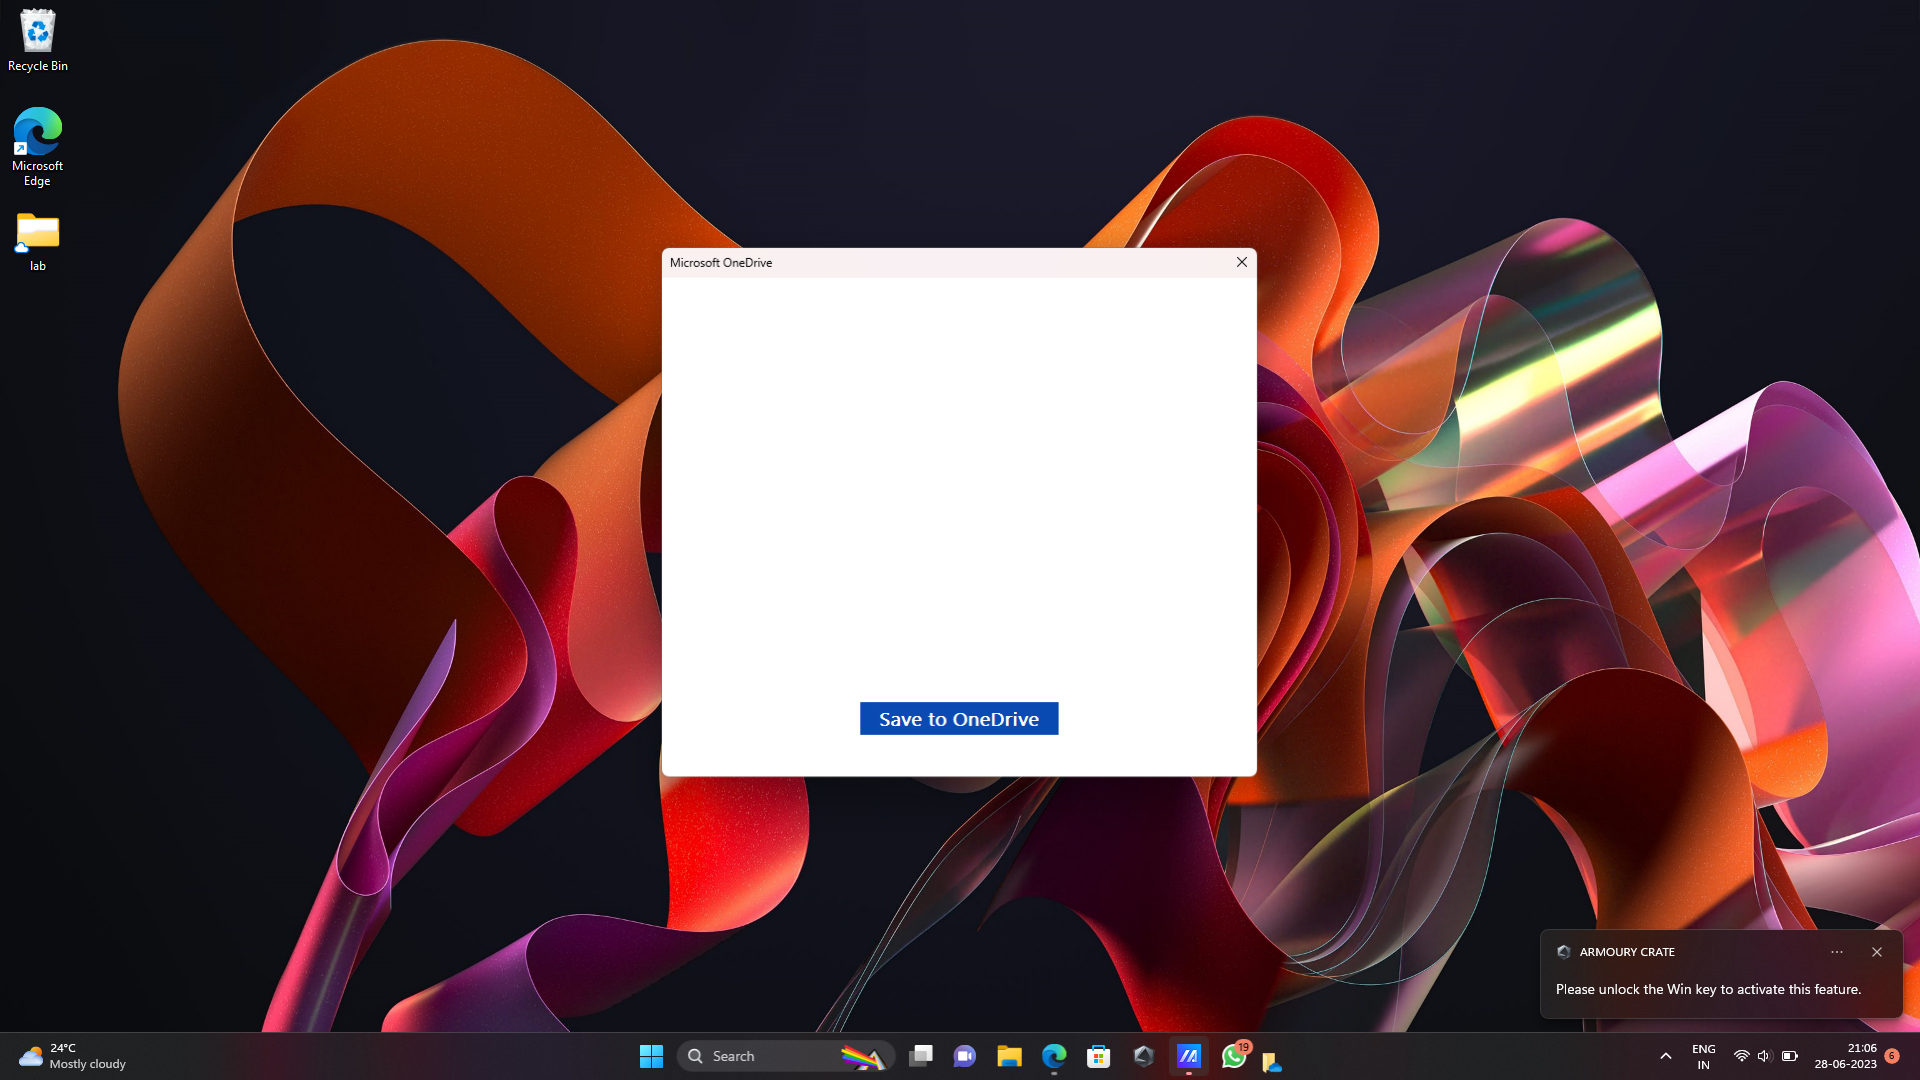 Recycle Bin
Microsoft
Edge
lab
Microsoft OneDrive
Save to OneDrive
ARMOURY CRATE
Please unlock the Win key to activate this feature.
24°C
Mostly cloudy
Search
19
ENG
IN
21:06
28-06-2023
6